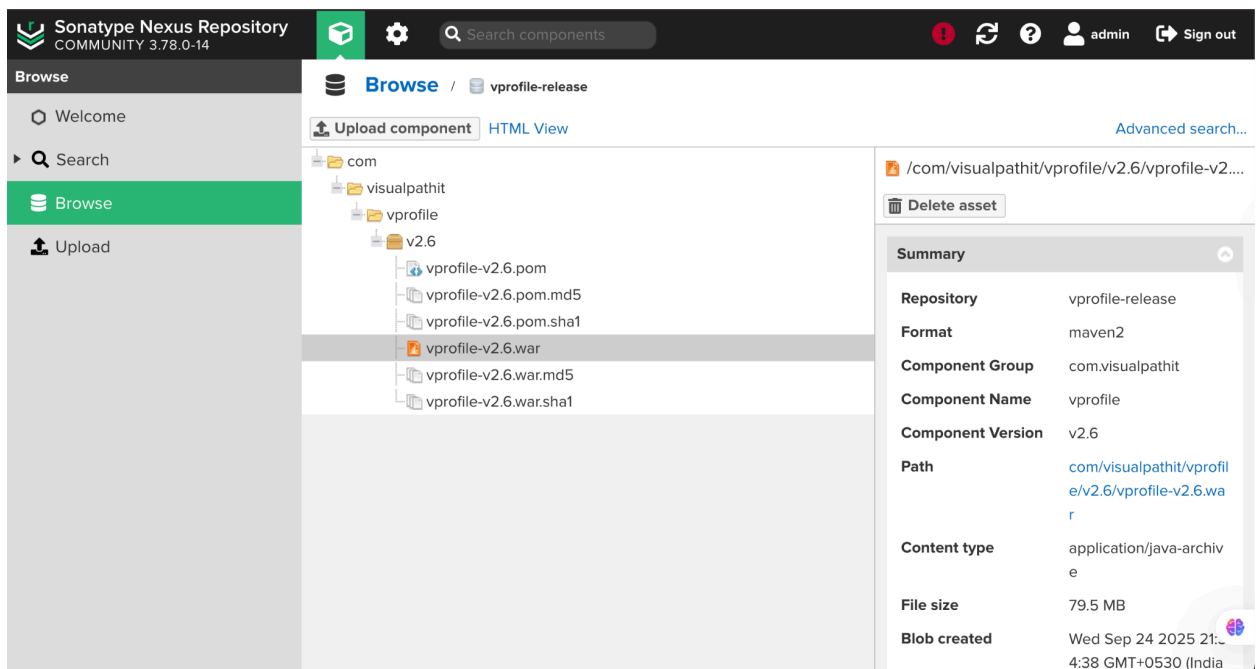 Sonatype Nexus Repository
COMMUNITY 3.78.0-14
Search components
admin
Sign out
Browse
Welcome
Search
Browse
Upload
Browse / vprofile-release
Upload component
HTML View
Advanced search...
com
visualpathit
vprofile
v2.6
vprofile-v2.6.pom
vprofile-v2.6.pom.md5
vprofile-v2.6.pom.sha1
vprofile-v2.6.war
vprofile-v2.6.war.md5
vprofile-v2.6.war.sha1
/com/visualpathit/vprofile/v2.6/vprofile-v2....
Delete asset
Summary
Repository vprofile-release
Format maven2
Component Group com.visualpathit
Component Name vprofile
Component Version v2.6
Path com/visualpathit/vprofil
e/v2.6/vprofile-v2.6.wa
r
Content type application/java-archiv
e
File size 79.5 MB
Blob created Wed Sep 24 2025 21:
4:38 GMT+0530 (India